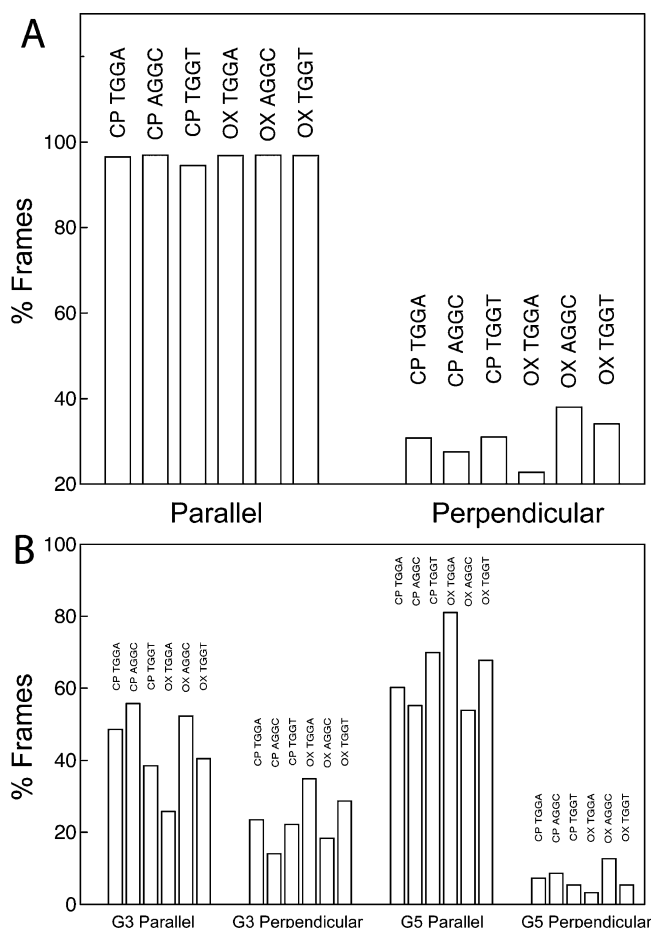 A
CP TGGA CP AGGC CP TGGT OX TGGA OX AGGC OX TGGT
100
80
60
40
20
% Frames
CP TGGA CP AGGC CP TGGT OX TGGA OX AGGC OX TGGT
Parallel Perpendicular
B
100
80
60
40
20
0
% Frames
CP TGGA CP AGGC CP TGGT OX TGGA OX AGGC OX TGGT
CP TGGA CP AGGC CP TGGT OX TGGA OX AGGC OX TGGT
CP TGGA CP AGGC CP TGGT OX TGGA OX AGGC OX TGGT
CP TGGA CP AGGC CP TGGT OX TGGA OX AGGC OX TGGT
G3 Parallel G3 Perpendicular G5 Parallel G5 Perpendicular